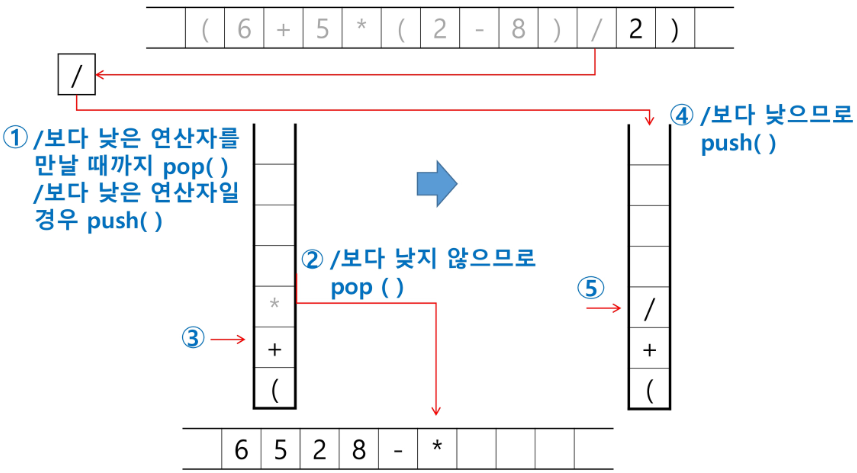 ( 6 + 5 * ( 2 - 8 ) / 2 )
/
① /보다 낮은 연산자를
만날 때까지 pop( )
/보다 낮은 연산자일
경우 push( )
④ /보다 낮으므로
push( )
② /보다 낮지 않으므로
pop ( )
*
③
+
(
⑤
/
+
(
6 5 2 8 - *